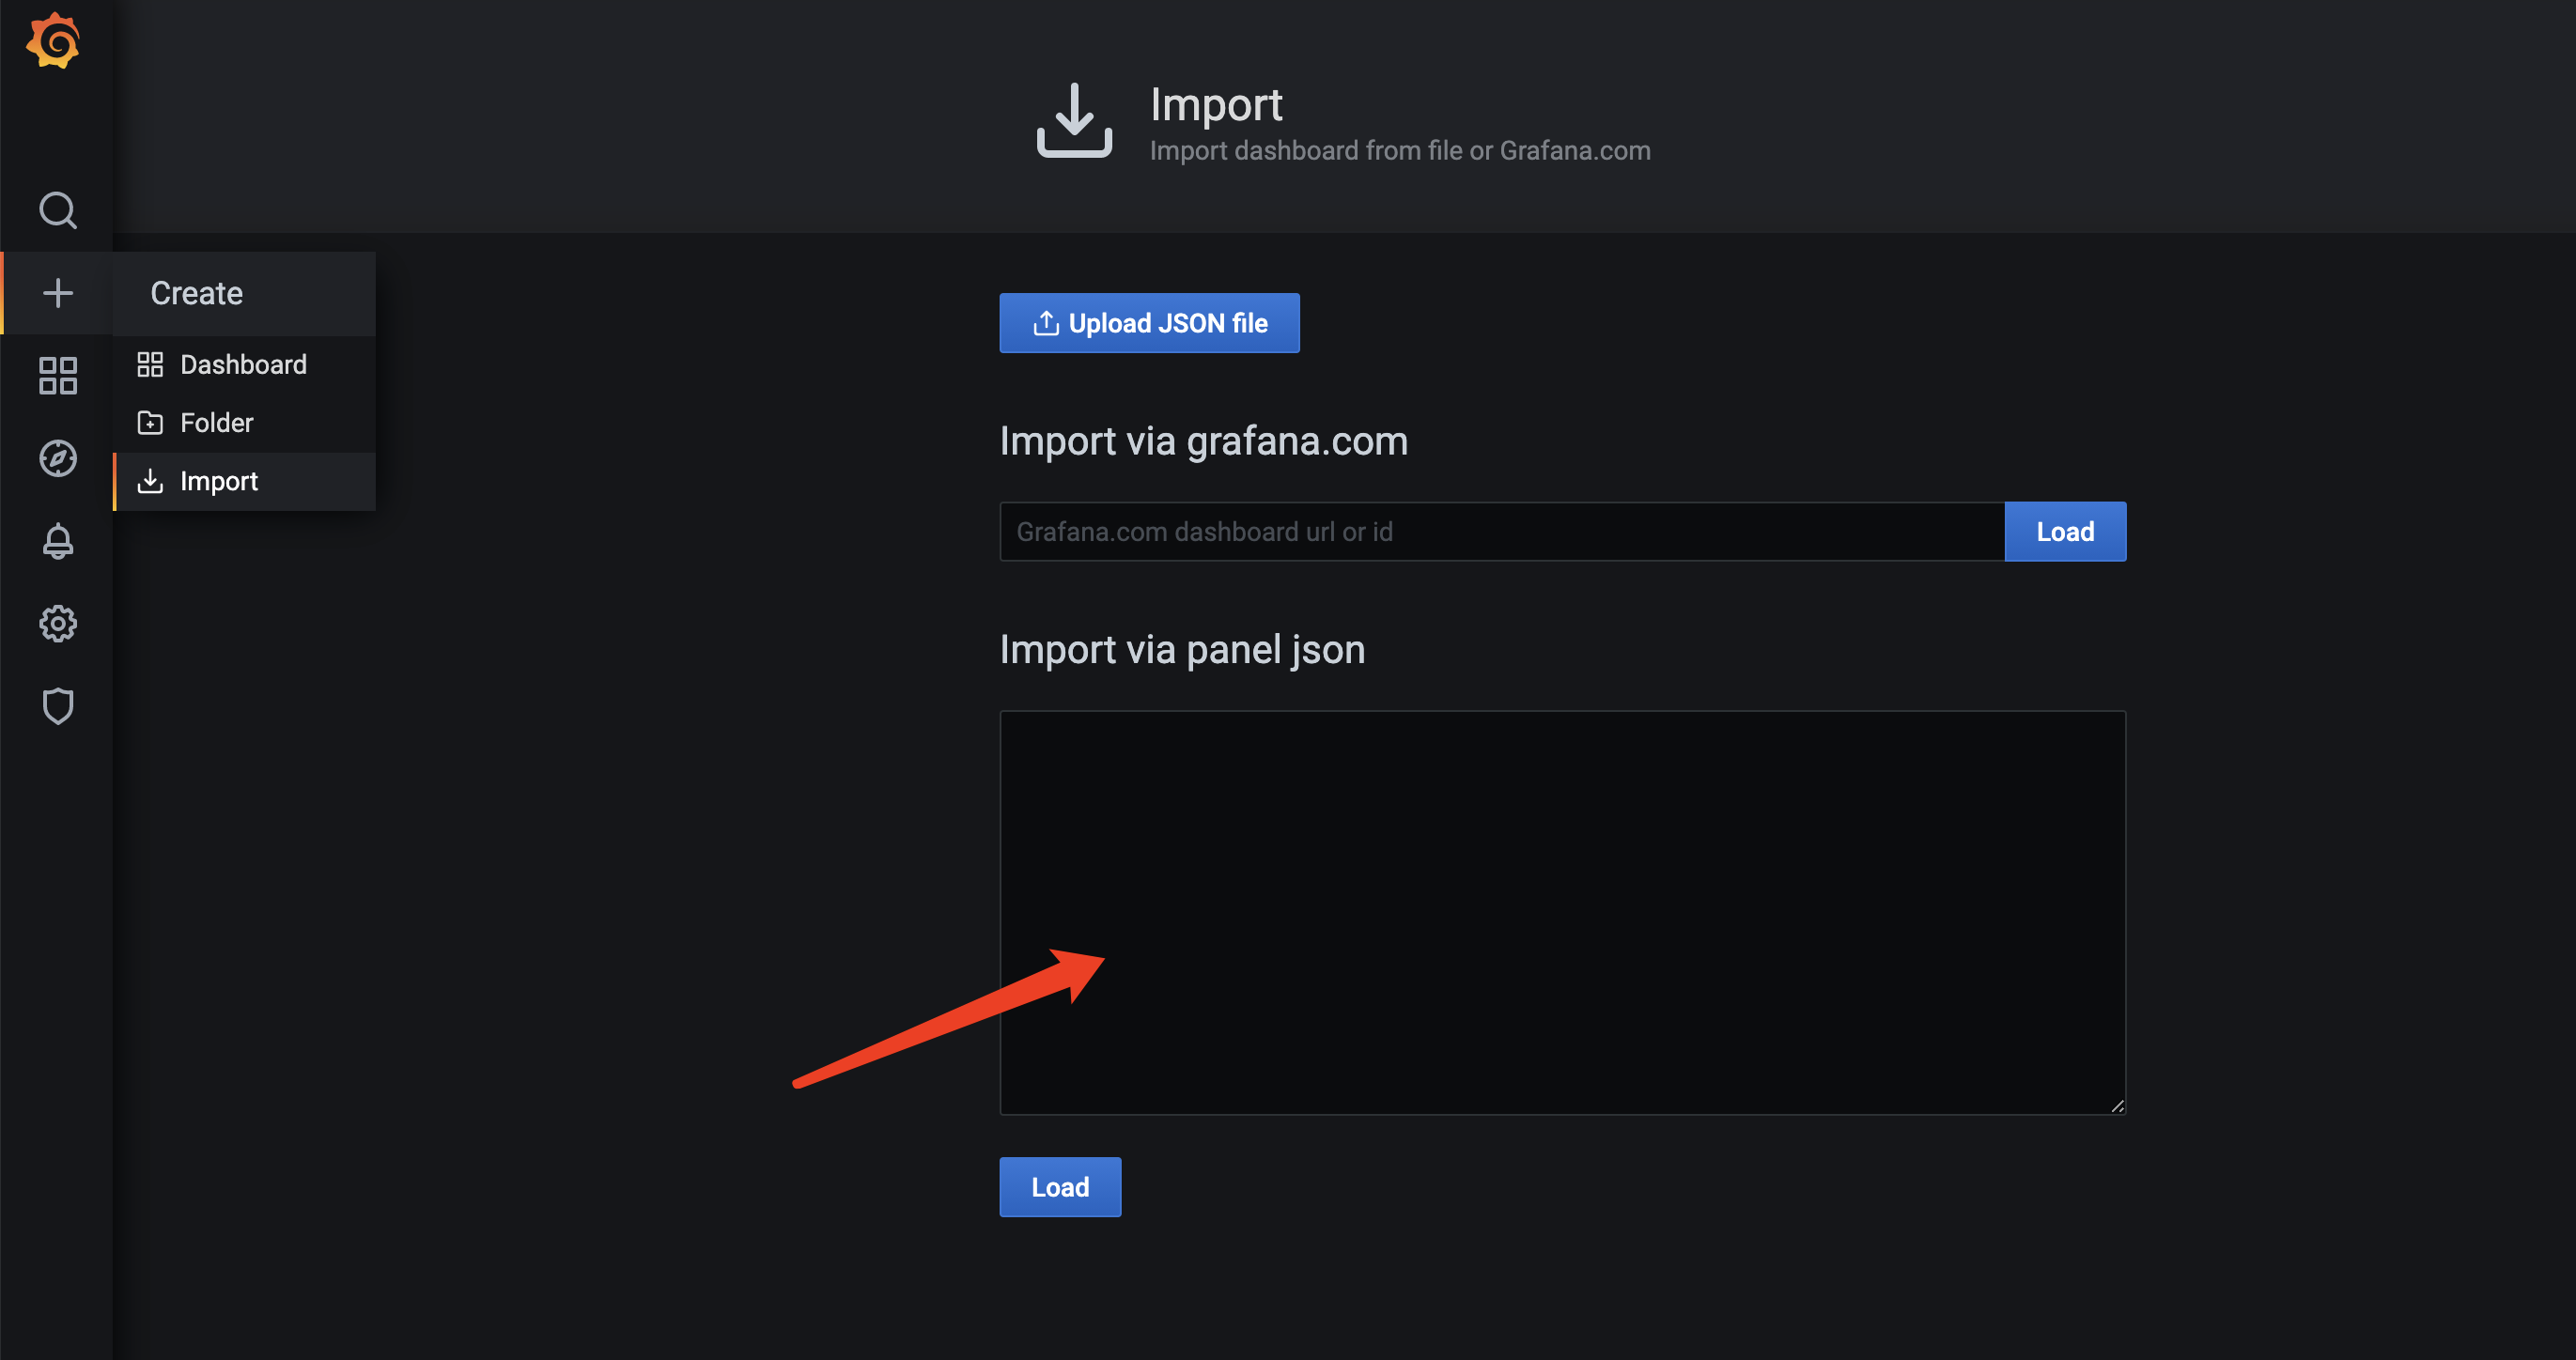 Import
Import dashboard from file or Grafana.com
Create
Dashboard
Folder
Import
Upload JSON file
Import via grafana.com
Grafana.com dashboard url or id
Load
Import via panel json
Load